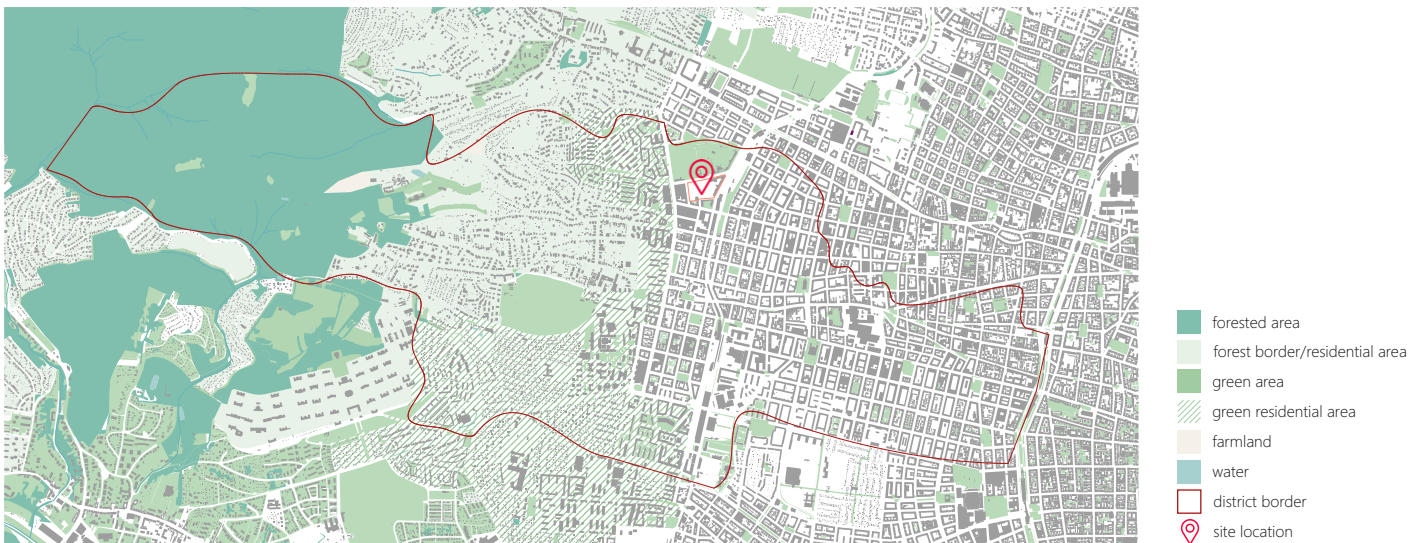 forested area
forest border/residential area
green area
green residential area
farmland
water
district border
site location